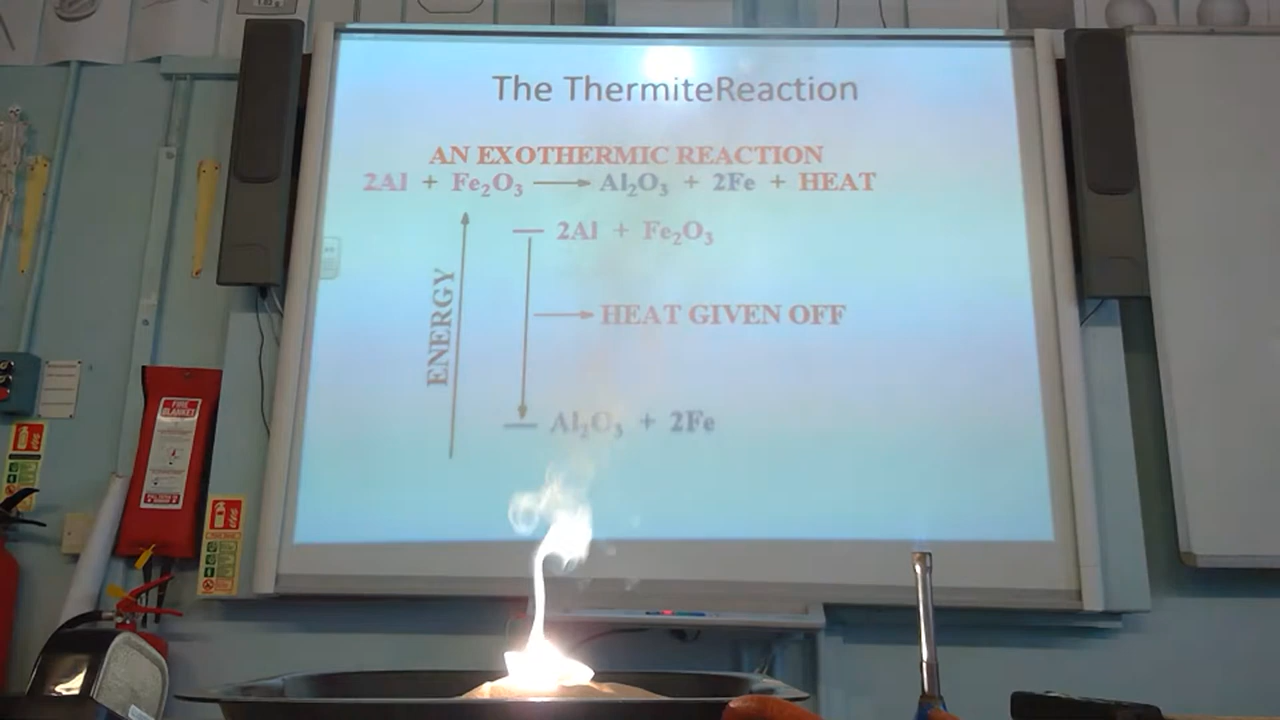 The ThermiteReaction
AN EXOTHERMIC REACTION
2Al + Fe₂O₃ → Al₂O₃ + 2Fe + HEAT
2Al + Fe₂O₃
ENERGY
HEAT GIVEN OFF
Al₂O₃ + 2Fe
FIRE
BLANKET